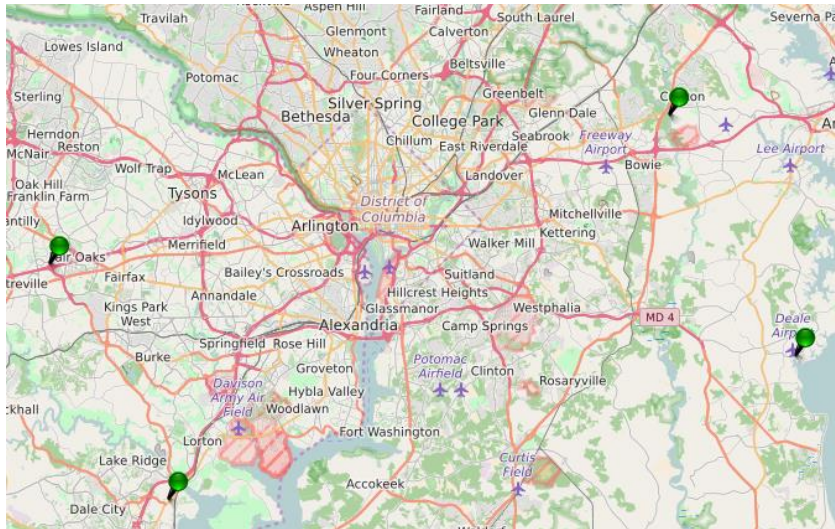 Travilah
Aspen Hill
Fairland
South Laurel
Severna Pa
Glenmont
Calverton
Lowes Island
Wheaton
Beltsville
Potomac
Four Corners
Sterling
Silver Spring
Greenbelt
Bethesda
College Park
Glenn Dale
Herndon
Reston
Chillum
Seabrook
McNair
East Riverdale
Freeway
Airport
Lee Airport
Wolf Trap
McLean
Landover
Bowie
Oak Hill
Franklin Farm
Tysons
District of
Columbia
Mitchellville
antilly
Idylwood
Arlington
Kettering
Merrifield
Walker Mill
air Oaks
Bailey's Crossroads
Suitland
treville
Fairfax
Annandale
Hillcrest Heights
Kings Park
West
Glassmanor
Westphalia
MD 4
Alexandria
Camp Springs
Deale
Springfield
Rose Hill
Burke
Groveton
Potomac
Airfield
Clinton
Rosaryville
Davison
Army Air
Field
Hybla Valley
Woodlawn
ckhall
Lorton
Fort Washington
Lake Ridge
Curtis
Field
Accokeek
Dale City